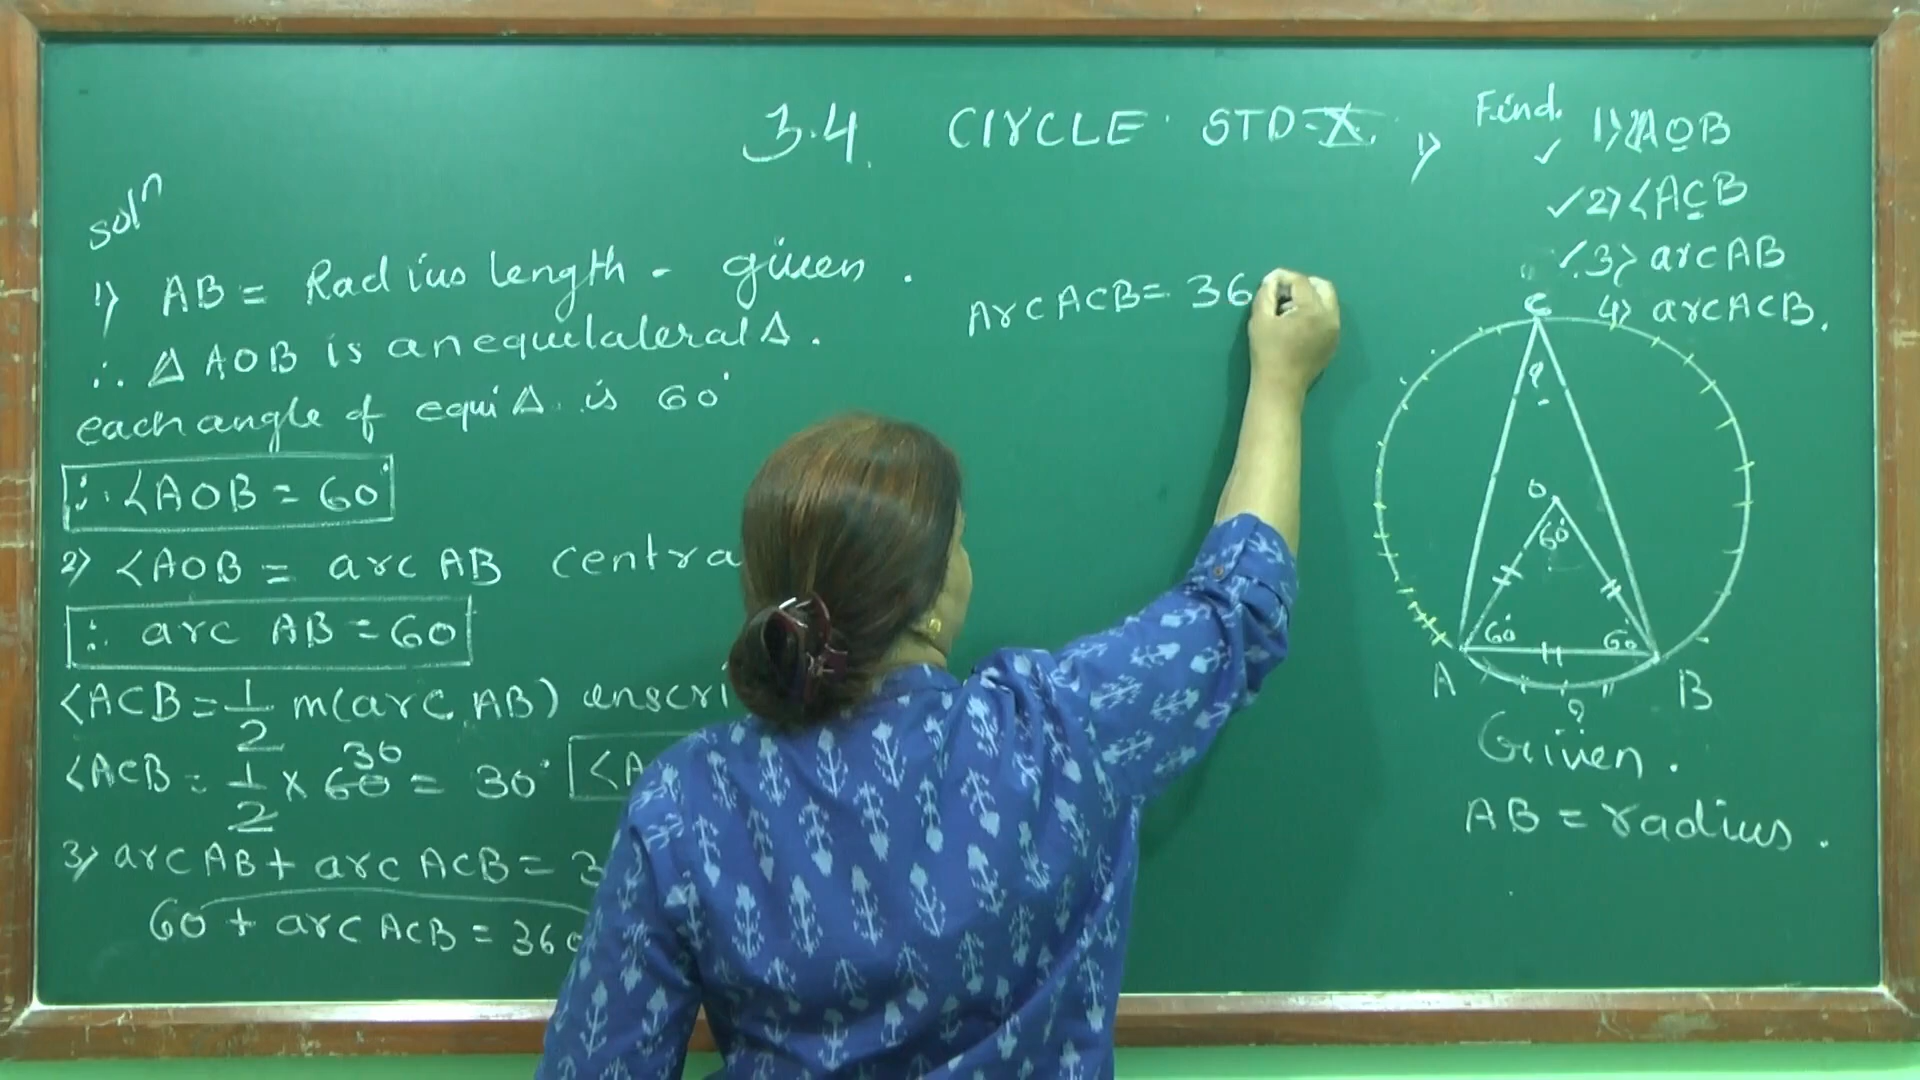 3.4 CIRCLE STD-X.
solⁿ
1) AB = Radius length - given.
∴ Δ AOB is an equilateral Δ.
each angle of equi Δ. is 60°
∴ ∠AOB = 60°
2) ∠AOB = arc AB centra
∴ arc AB = 60
∠ACB = 1/2 m(arc AB) inscri
∠ACB = 1/2 × 60 30 = 30° ∠A
3) arc AB + arc ACB = 3
60 + arc ACB = 360
Arc ACB = 36
1) Find.
✓ 1) ∠AOB
✓ 2) ∠ACB
✓ 3) arc AB
4) arc ACB.
C
?
O
60°
60° 60°
A B
?
Given.
AB = radius.